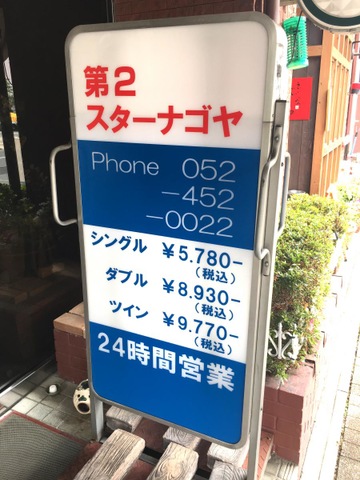 第2
スターナゴヤ
Phone 052
-452
-0022
シングル ¥5.780-
(税込)
ダブル ¥8.930-
(税込)
ツイン ¥9.770-
(税込)
24時間営業